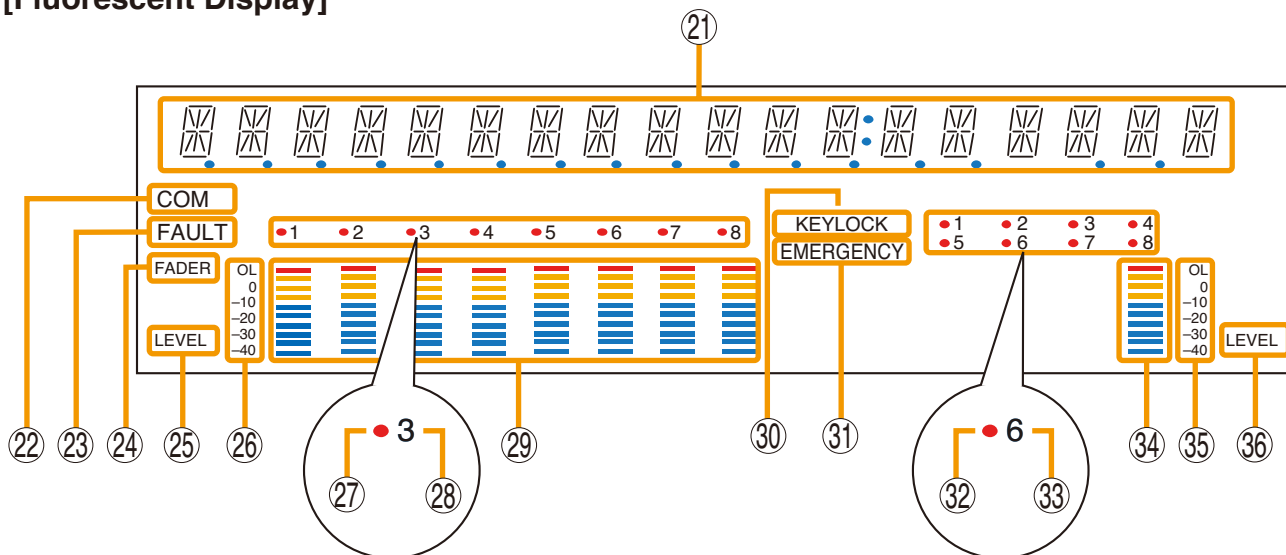 [Fluorescent Display]
㉑
COM
FAULT
1 2 3 4 5 6 7 8
KEYLOCK
EMERGENCY
1 2 3 4
5 6 7 8
FADER
LEVEL
OL
0
–10
–20
–30
–40
OL
0
–10
–20
–30
–40
LEVEL
㉒ ㉓ ㉔ ㉕ ㉖ ㉙ ㉚ ㉛ ㉞ ㉟ ㊱
3
㉗ ㉘
6
㉜ ㉝